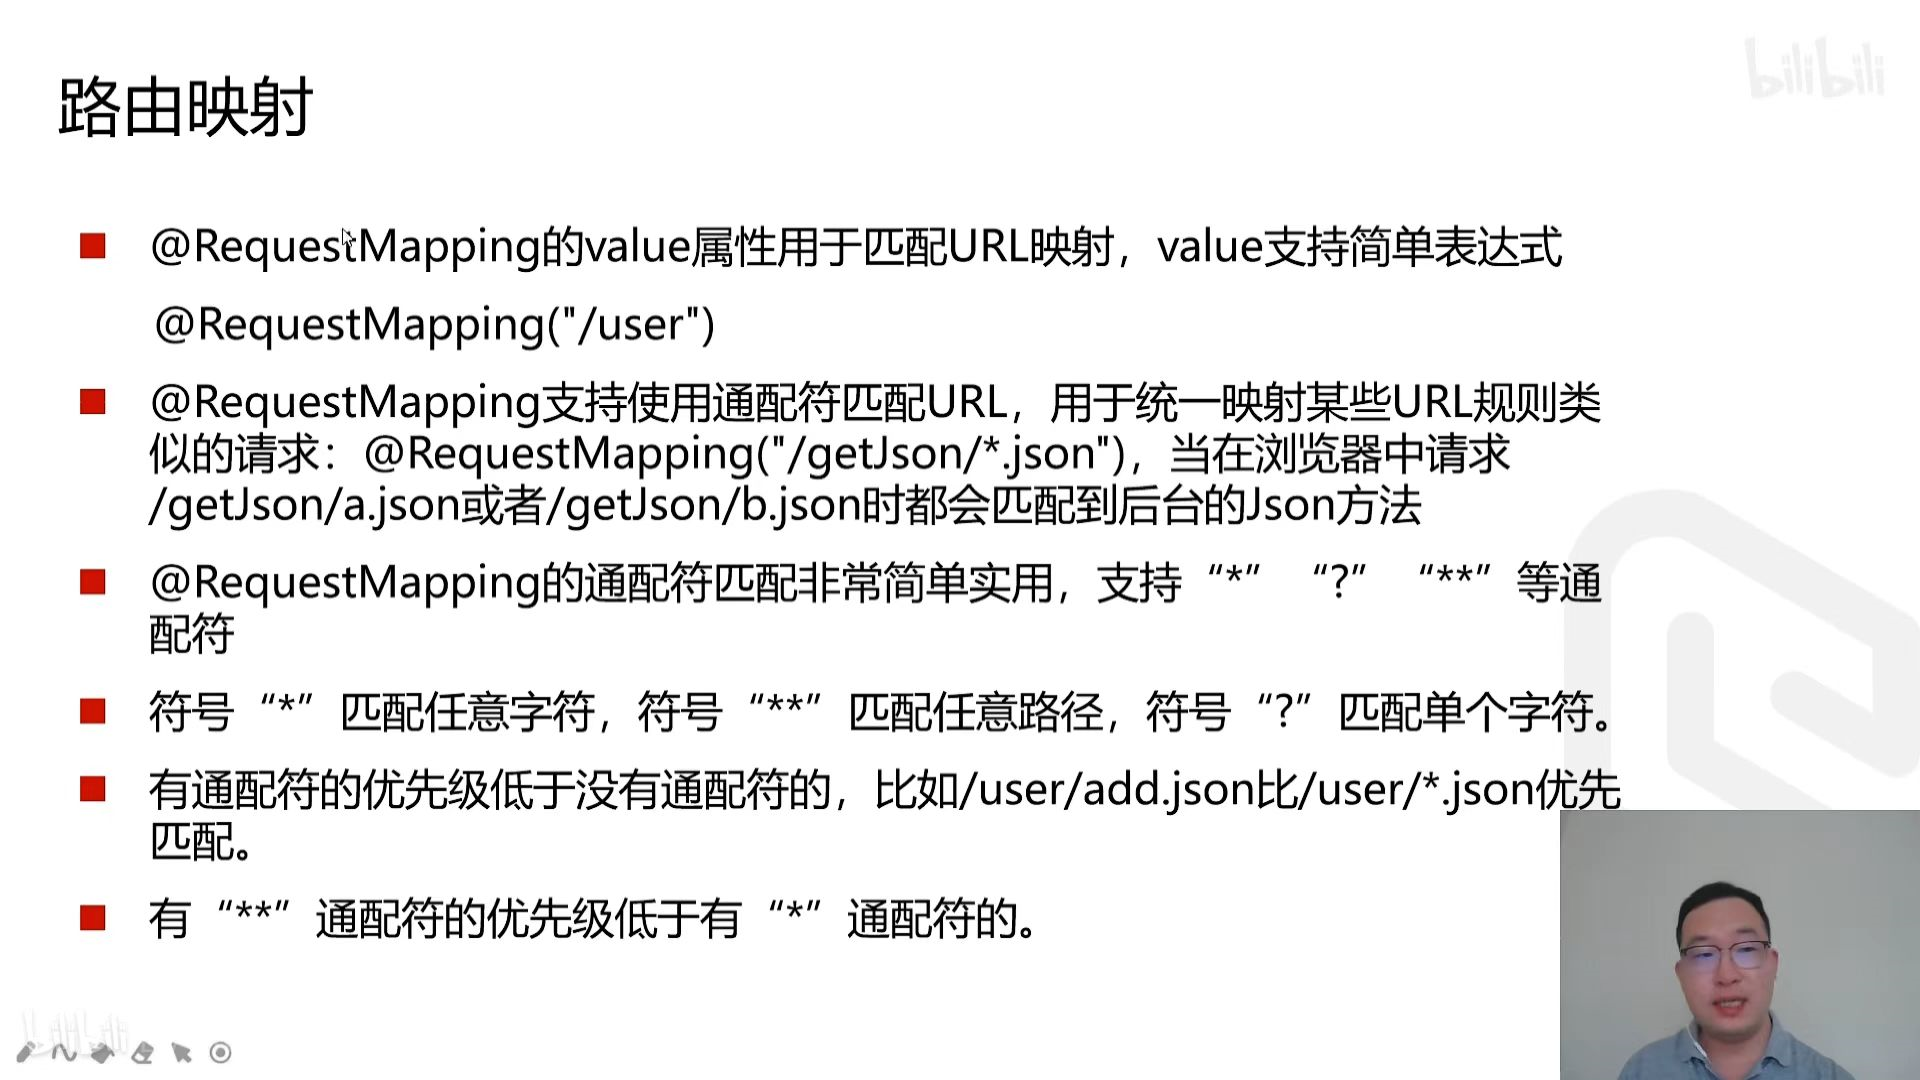 bilibili
路由映射
@RequestMapping的value属性用于匹配URL映射，value支持简单表达式
@RequestMapping("/user")
@RequestMapping支持使用通配符匹配URL，用于统一映射某些URL规则类
似的请求：@RequestMapping("/getJson/*.json")，当在浏览器中请求
/getJson/a.json或者/getJson/b.json时都会匹配到后台的Json方法
@RequestMapping的通配符匹配非常简单实用，支持“*”“?”“**”等通
配符
符号“*”匹配任意字符，符号“**”匹配任意路径，符号“?”匹配单个字符。
有通配符的优先级低于没有通配符的，比如/user/add.json比/user/*.json优先
匹配。
有“**”通配符的优先级低于有“*”通配符的。
bilibili